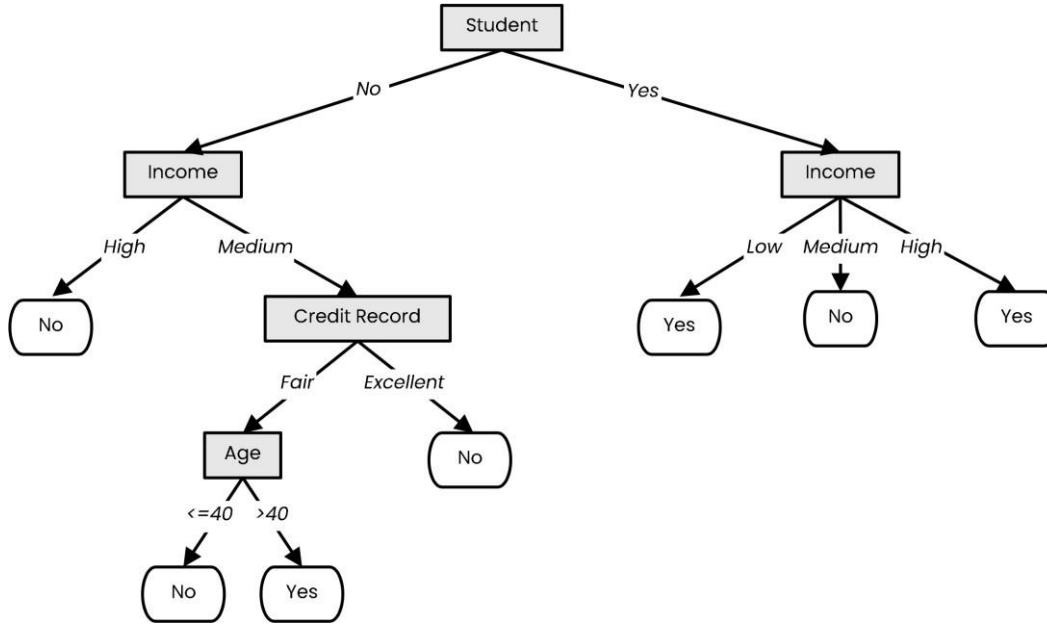 Student
No
Yes
Income
Income
High
Medium
Low
Medium
High
No
Credit Record
Yes
No
Yes
Fair
Excellent
Age
No
<=40
>40
No
Yes